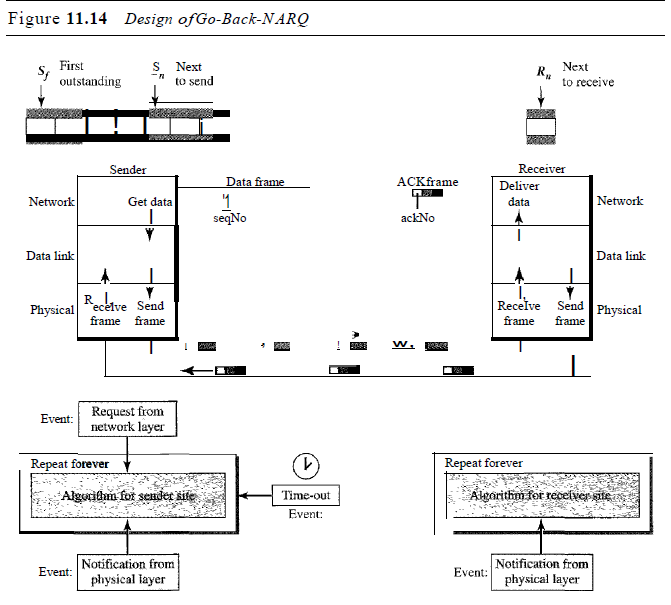 Figure 11.14 Design ofGo-Back-NARQ
Sf First
outstanding
Sn Next
to send
Rn Next
to receive
Sender
Data frame
ACKframe
Receiver
Network
Get data
seqNo
ackNo
Deliver
data
Network
Data link
Data link
Physical
Receive
frame
Send
frame
Receive
frame
Send
frame
Physical
Event:
Request from
network layer
Repeat forever
Algorithm for sender site
Time-out
Event:
Repeat forever
Algorithm for receiver site
Event:
Notification from
physical layer
Event:
Notification from
physical layer